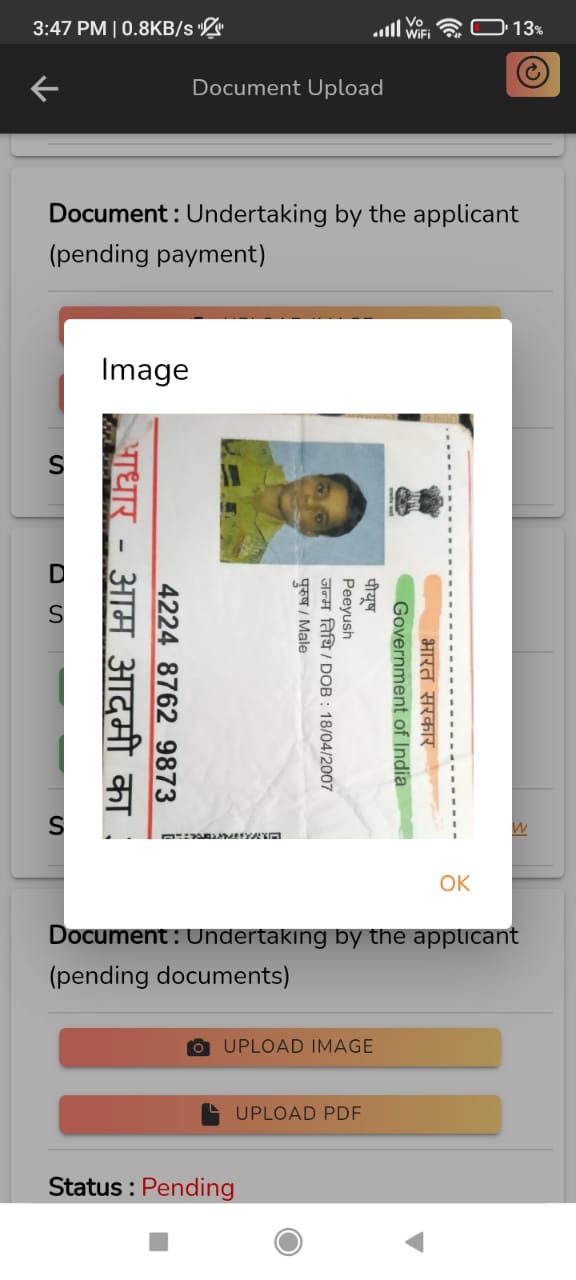 3:47 PM | 0.8KB/s
Vo WiFi
13%
Document Upload
Document : Undertaking by the applicant
(pending payment)
S
Image
भारत सरकार
Government of India
पीयूष
Peeyush
जन्म तिथि / DOB : 18/04/2007
पुरुष / Male
4224 8762 9873
आधार - आम आदमी का
D
S
S
w
OK
Document : Undertaking by the applicant
(pending documents)
UPLOAD IMAGE
UPLOAD PDF
Status : Pending